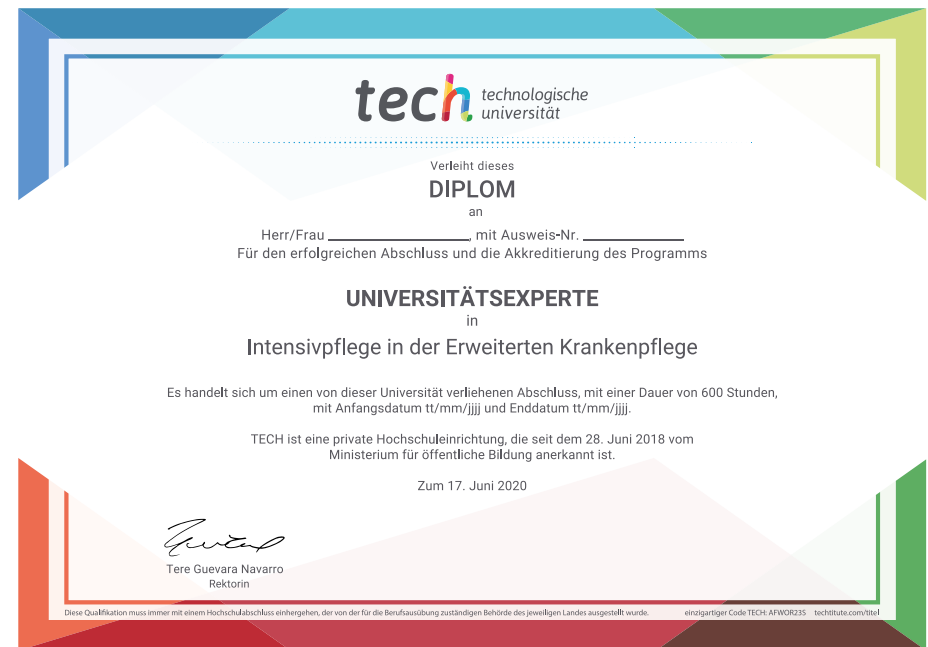 tech technologische
universität
Verleiht dieses
DIPLOM
an
Herr/Frau ____________, mit Ausweis-Nr. ____________
Für den erfolgreichen Abschluss und die Akkreditierung des Programms
UNIVERSITÄTSEXPERTE
in
Intensivpflege in der Erweiterten Krankenpflege
Es handelt sich um einen von dieser Universität verliehenen Abschluss, mit einer Dauer von 600 Stunden,
mit Anfangsdatum tt/mm/jjjj und Enddatum tt/mm/jjjj.
TECH ist eine private Hochschuleinrichtung, die seit dem 28. Juni 2018 vom
Ministerium für öffentliche Bildung anerkannt ist.
Zum 17. Juni 2020
Tere Guevara Navarro
Rektorin
Diese Qualifikation muss immer mit einem Hochschulabschluss einhergehen, der von der für die Berufsausübung zuständigen Behörde des jeweiligen Landes ausgestellt wurde. einzigartiger Code TECH: AFWOR23S techtitute.com/titel